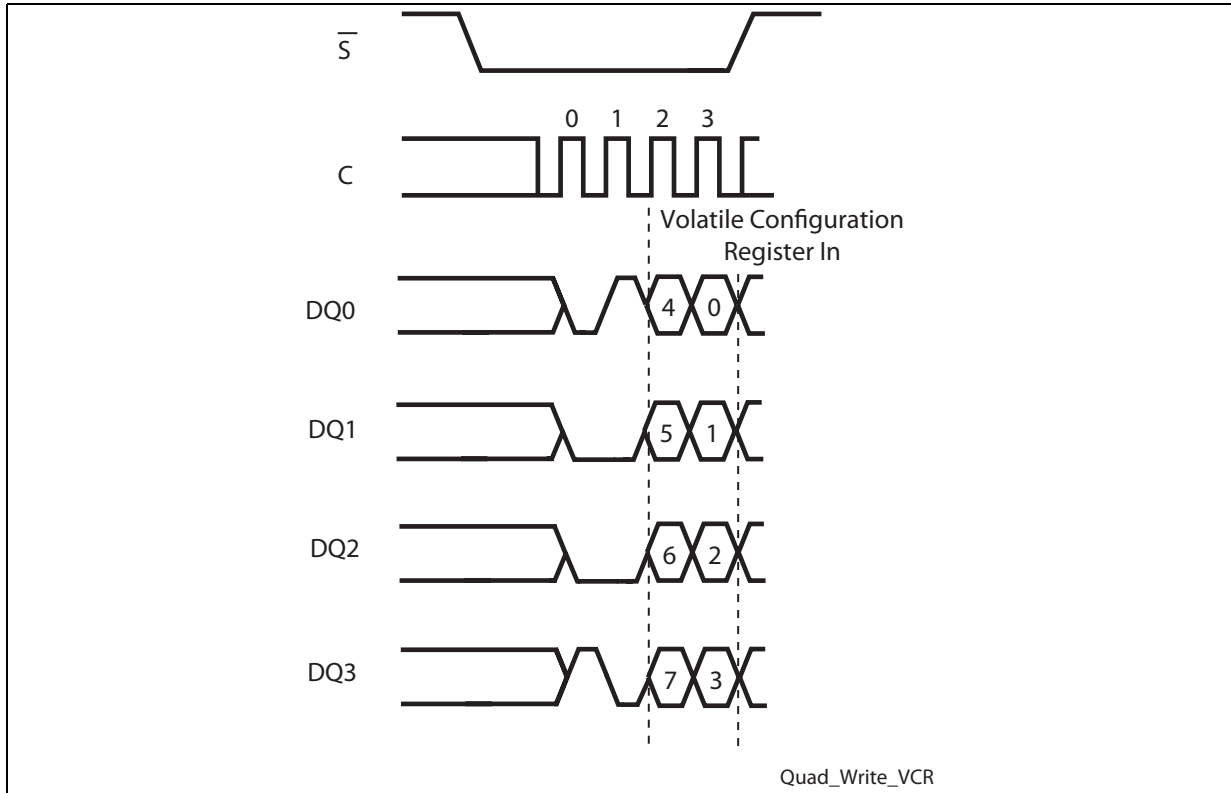 S
0 1 2 3
C
Volatile Configuration
Register In
DQ0
4 0
DQ1
5 1
DQ2
6 2
DQ3
7 3
Quad_Write_VCR